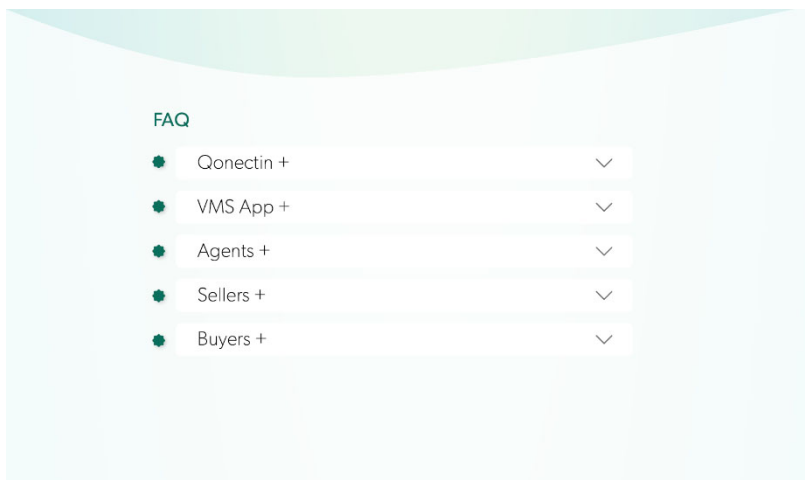 FAQ
Qonectin +
VMS App +
Agents +
Sellers +
Buyers +